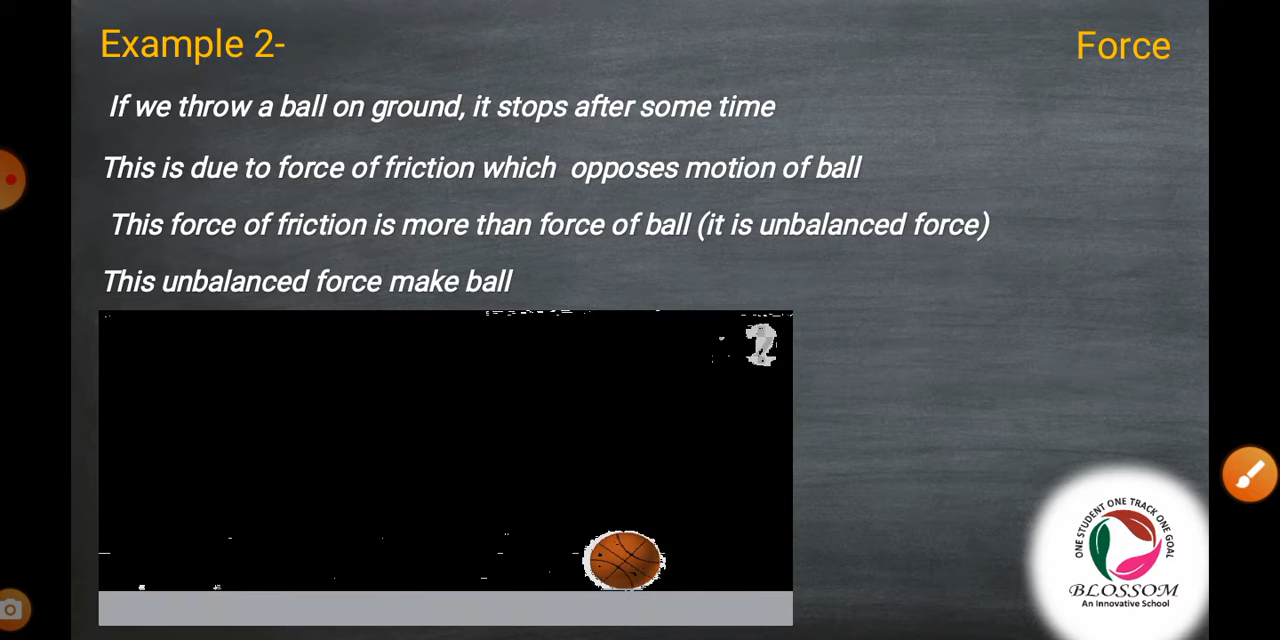 Example 2-
Force
If we throw a ball on ground, it stops after some time
This is due to force of friction which opposes motion of ball
This force of friction is more than force of ball (it is unbalanced force)
This unbalanced force make ball
ONE STUDENT ONE TRACK ONE GOAL
BLOSSOM
An Innovative School